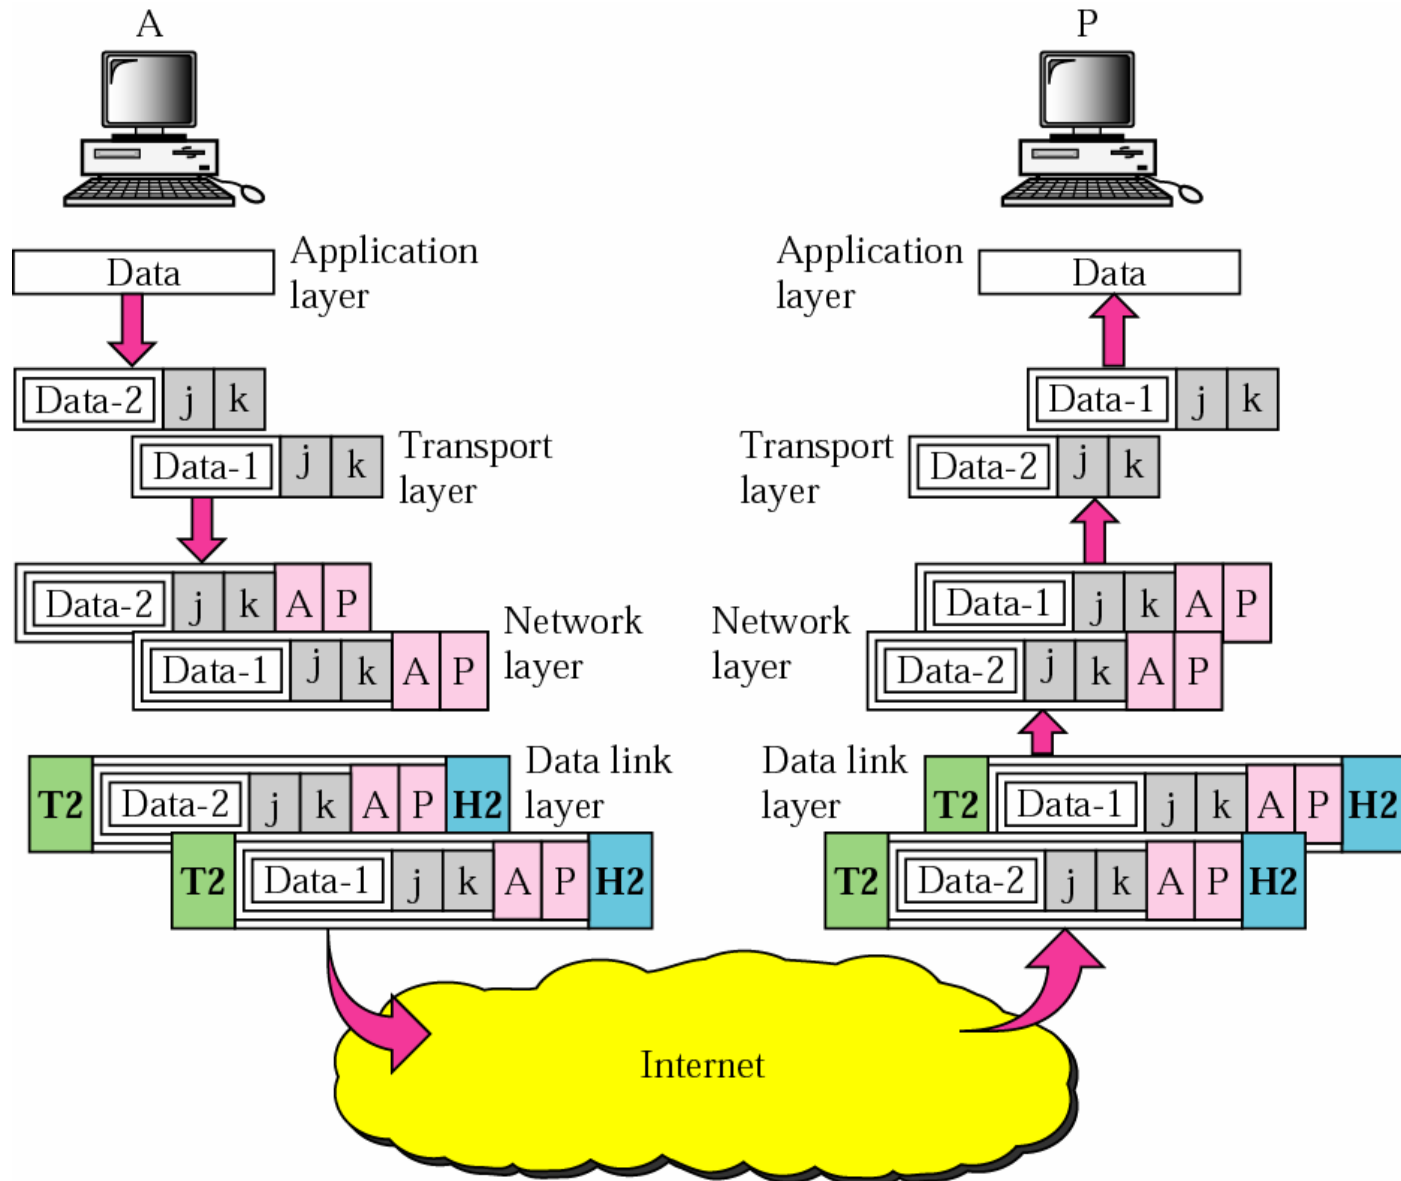 A
P
Data
Application
layer
Application
layer
Data
Data-2 j k
Data-1 j k
Transport
layer
Transport
layer
Data-1 j k
Data-2 j k
Data-2 j k A P
Data-1 j k A P
Network
layer
Network
layer
Data-1 j k A P
Data-2 j k A P
T2 Data-2 j k A P H2
T2 Data-1 j k A P H2
Data link
layer
Data link
layer
T2 Data-1 j k A P H2
T2 Data-2 j k A P H2
Internet